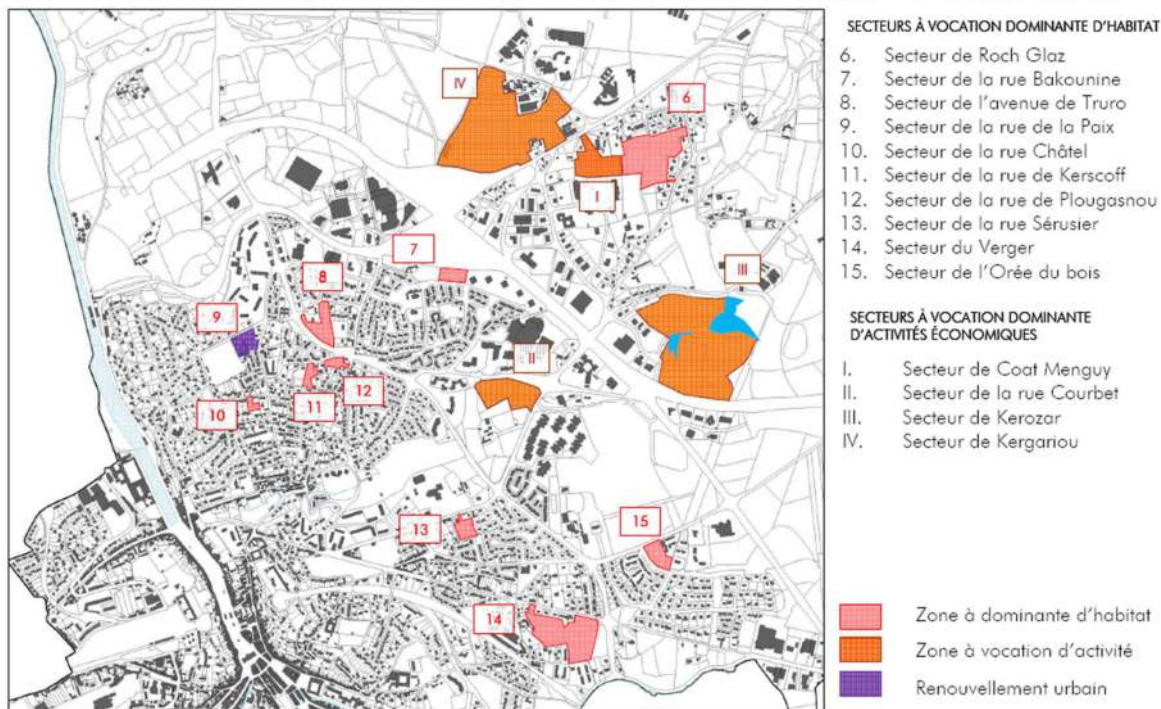 SECTEURS À VOCATION DOMINANTE D'HABITAT
6. Secteur de Roch Glaz
7. Secteur de la rue Bakounine
8. Secteur de l'avenue de Truro
9. Secteur de la rue de la Paix
10. Secteur de la rue Châtel
11. Secteur de la rue de Kerscoff
12. Secteur de la rue de Plougasnou
13. Secteur de la rue Sérusier
14. Secteur du Verger
15. Secteur de l'Orée du bois
SECTEURS À VOCATION DOMINANTE
D'ACTIVITÉS ÉCONOMIQUES
I. Secteur de Coat Menguy
II. Secteur de la rue Courbet
III. Secteur de Kerozar
IV. Secteur de Kergariou
Zone à dominante d'habitat
Zone à vocation d'activité
Renouvellement urbain
IV
6
I
7
III
8
9
II
12
11
10
13
15
14